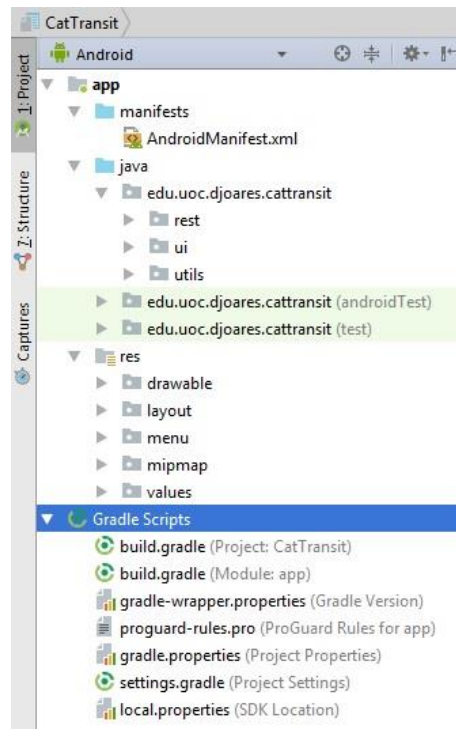 CatTransit
Android
1: Project
7: Structure
Captures
app
manifests
AndroidManifest.xml
java
edu.uoc.djoares.cattransit
rest
ui
utils
edu.uoc.djoares.cattransit (androidTest)
edu.uoc.djoares.cattransit (test)
res
drawable
layout
menu
mipmap
values
Gradle Scripts
build.gradle (Project: CatTransit)
build.gradle (Module: app)
gradle-wrapper.properties (Gradle Version)
proguard-rules.pro (ProGuard Rules for app)
gradle.properties (Project Properties)
settings.gradle (Project Settings)
local.properties (SDK Location)